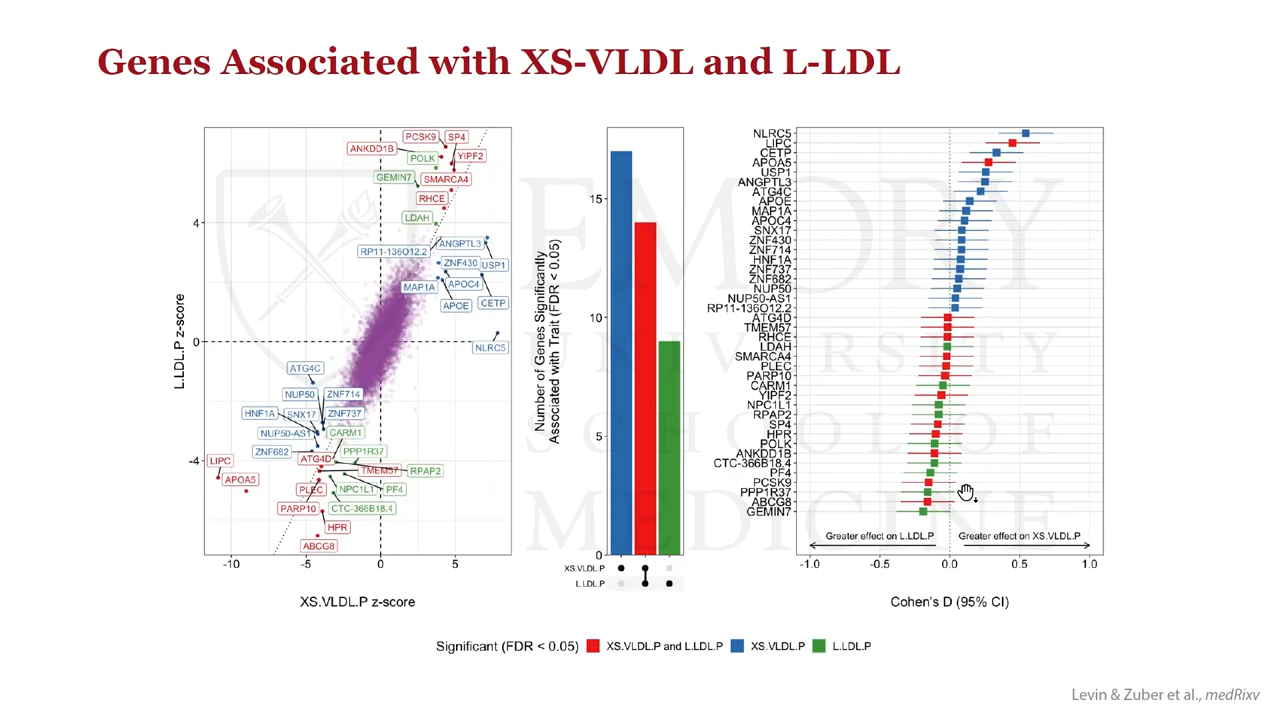 Genes Associated with XS-VLDL and L-LDL
L.LDL.P z-score
4
0
-4
PCSK9
SP4
ANKDD1B
POLK
YIPF2
GEMIN7
SMARCA4
RHCE
LDAH
RP11-136O12.2
ANGPTL3
ZNF430
USP1
MAP1A
APOC4
APOE
CETP
NLRC5
ATG4C
NUP50
ZNF714
HNF1A
SNX17
ZNF737
NUP50-AS1
CARM1
ZNF682
PPP1R37
LIPC
ATG4D
TMEM57
RPAP2
APOA5
PLEC
NPC1L1
PF4
PARP10
CTC-366B18.4
HPR
ABCG8
-10
-5
0
5
XS.VLDL.P z-score
Number of Genes Significantly
Associated with Trait (FDR < 0.05)
15
10
5
0
XS.VLDL.P
L.LDL.P
NLRC5
LIPC
CETP
APOA5
USP1
ANGPTL3
ATG4C
APOE
MAP1A
APOC4
SNX17
ZNF430
ZNF714
HNF1A
ZNF737
ZNF682
NUP50
NUP50-AS1
RP11-136O12.2
ATG4D
TMEM57
RHCE
LDAH
SMARCA4
PLEC
PARP10
CARM1
YIPF2
NPC1L1
RPAP2
SP4
HPR
POLK
ANKDD1B
CTC-366B18.4
PF4
PCSK9
PPP1R37
ABCG8
GEMIN7
Greater effect on L.LDL.P
Greater effect on XS.VLDL.P
-1.0
-0.5
0.0
0.5
1.0
Cohen's D (95% CI)
EMORY
UNIVERSITY
SCHOOL OF
MEDICINE
Significant (FDR < 0.05)
XS.VLDL.P and L.LDL.P
XS.VLDL.P
L.LDL.P
Levin & Zuber et al., medRixv